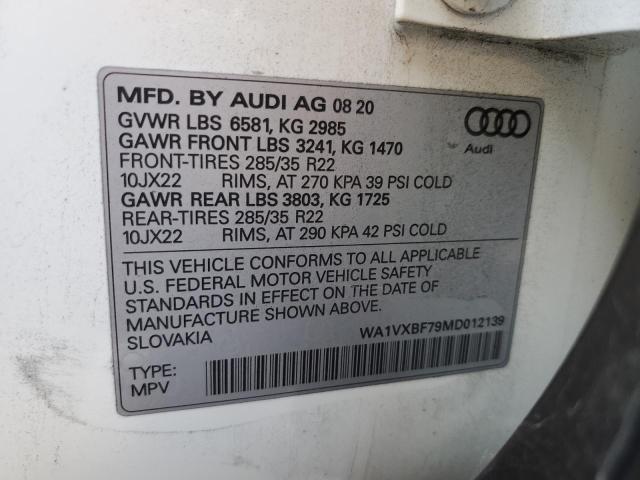 MFD. BY AUDI AG 08 20
GVWR LBS 6581, KG 2985
GAWR FRONT LBS 3241, KG 1470
FRONT-TIRES 285/35 R22
10JX22 RIMS, AT 270 KPA 39 PSI COLD
GAWR REAR LBS 3803, KG 1725
REAR-TIRES 285/35 R22
10JX22 RIMS, AT 290 KPA 42 PSI COLD
Audi
THIS VEHICLE CONFORMS TO ALL APPLICABLE
U.S. FEDERAL MOTOR VEHICLE SAFETY
STANDARDS IN EFFECT ON THE DATE OF
MANUFACTURE SHOWN ABOVE.
SLOVAKIA
WA1VXBF79MD012139
TYPE:
MPV